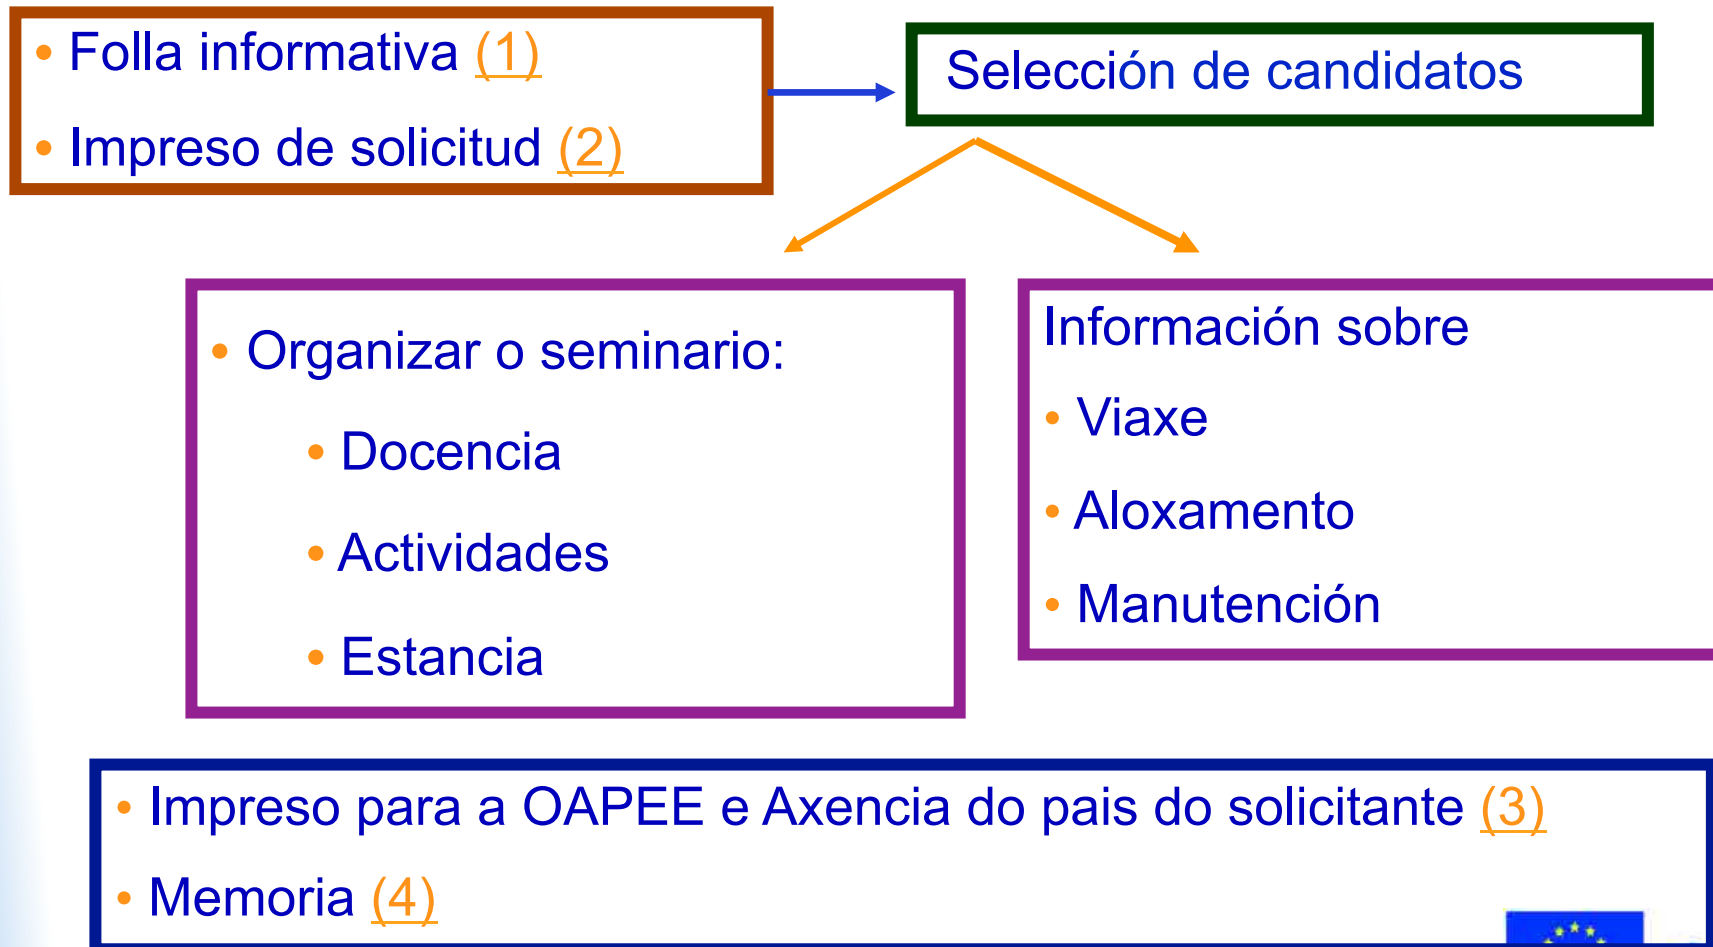 • Folla informativa (1)
• Impreso de solicitud (2)
Selección de candidatos
• Organizar o seminario:
• Docencia
• Actividades
• Estancia
Información sobre
• Viaxe
• Aloxamento
• Manutención
• Impreso para a OAPEE e Axencia do pais do solicitante (3)
• Memoria (4)